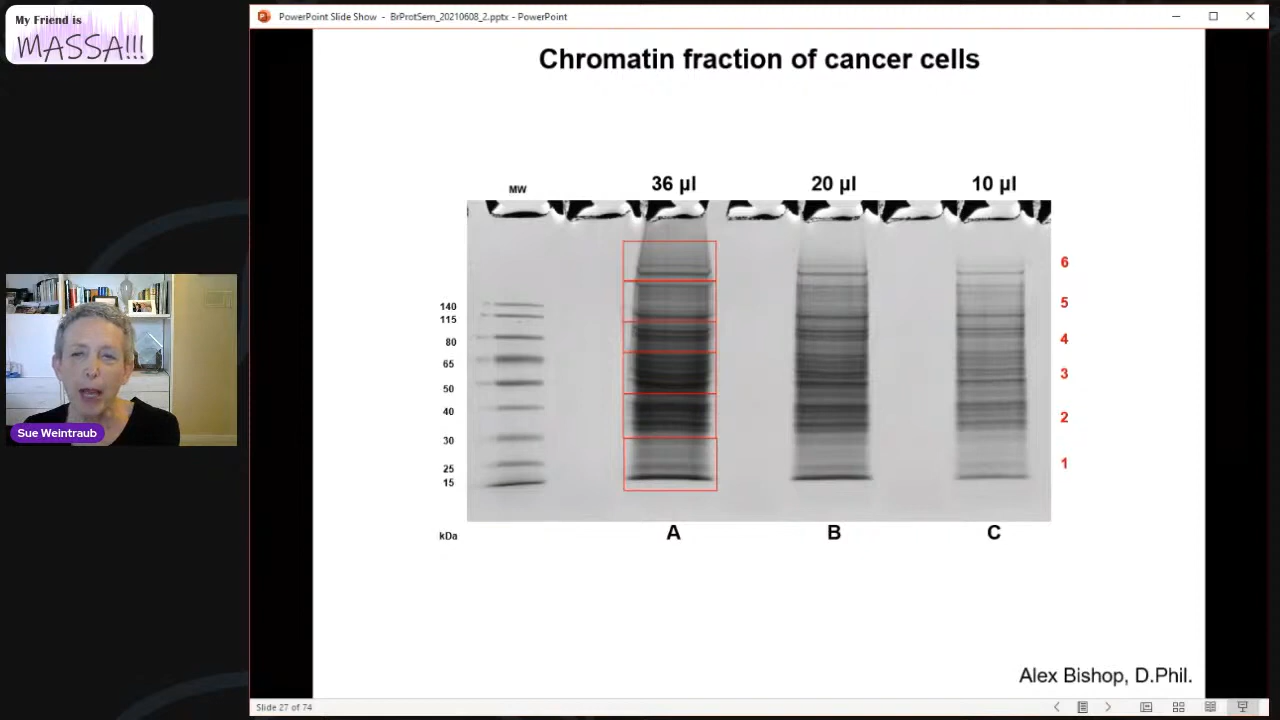 My Friend is
MASSA!!!
PowerPoint Slide Show - BrProtSem_20210608_2.pptx - PowerPoint
Chromatin fraction of cancer cells
MW
36 µl
20 µl
10 µl
140
115
80
65
50
40
30
25
15
kDa
6
5
4
3
2
1
A
B
C
Sue Weintraub
Alex Bishop, D.Phil.
Slide 27 of 74